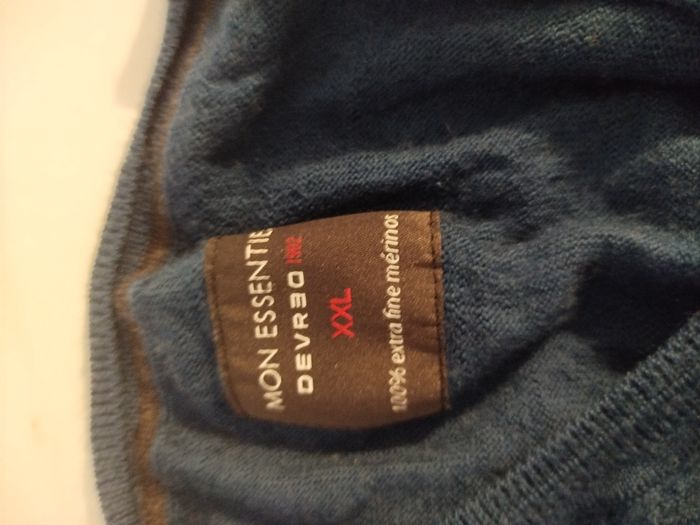 MON ESSENTIE
DEVRED 1902
XXL
100% extra fine mérinos